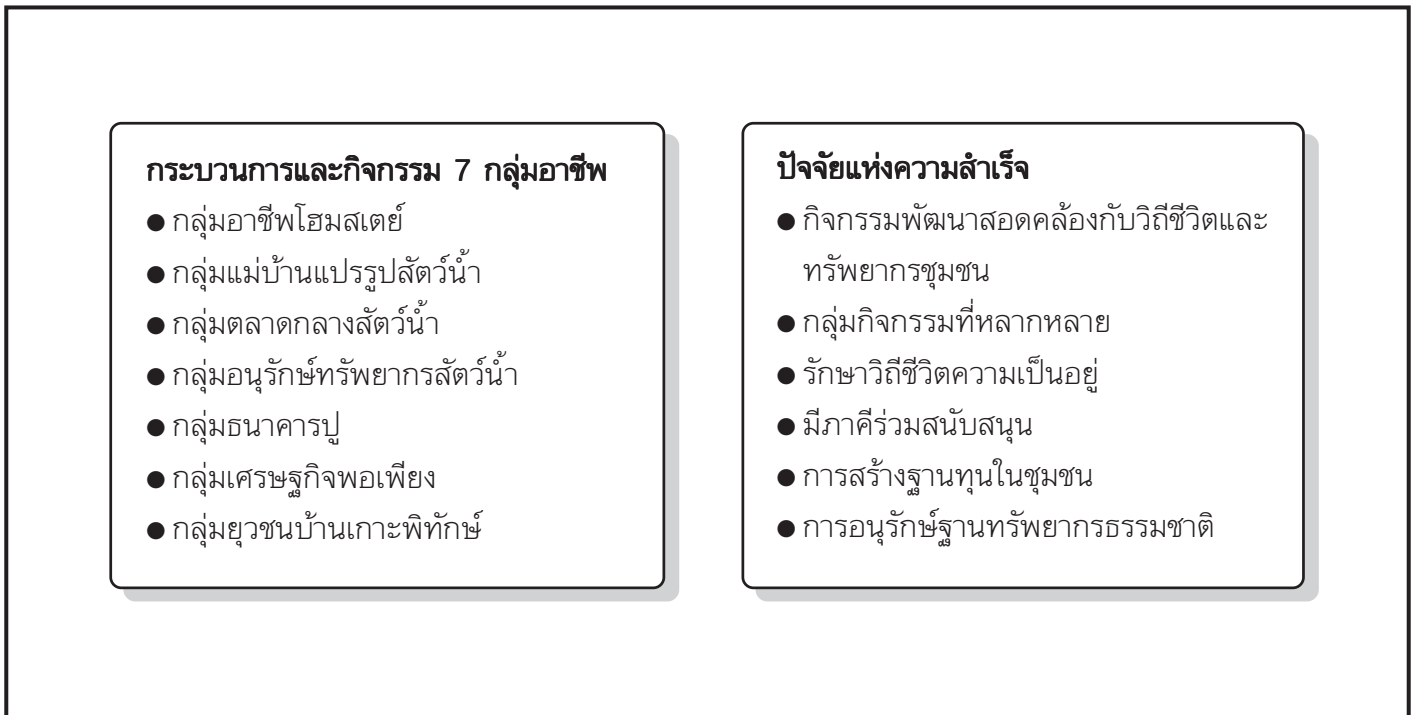 กระบวนการและกิจกรรม 7 กลุ่มอาชีพ
● กลุ่มอาชีพโฮมสเตย์
● กลุ่มแม่บ้านแปรรูปสัตว์น้ำ
● กลุ่มตลาดกลางสัตว์น้ำ
● กลุ่มอนุรักษ์ทรัพยากรสัตว์น้ำ
● กลุ่มธนาคารปู
● กลุ่มเศรษฐกิจพอเพียง
● กลุ่มยุวชนบ้านเกาะพิทักษ์
ปัจจัยแห่งความสำเร็จ
● กิจกรรมพัฒนาสอดคล้องกับวิถีชีวิตและ
ทรัพยากรชุมชน
● กลุ่มกิจกรรมที่หลากหลาย
● รักษาวิถีชีวิตความเป็นอยู่
● มีภาคีร่วมสนับสนุน
● การสร้างฐานทุนในชุมชน
● การอนุรักษ์ฐานทรัพยากรธรรมชาติ